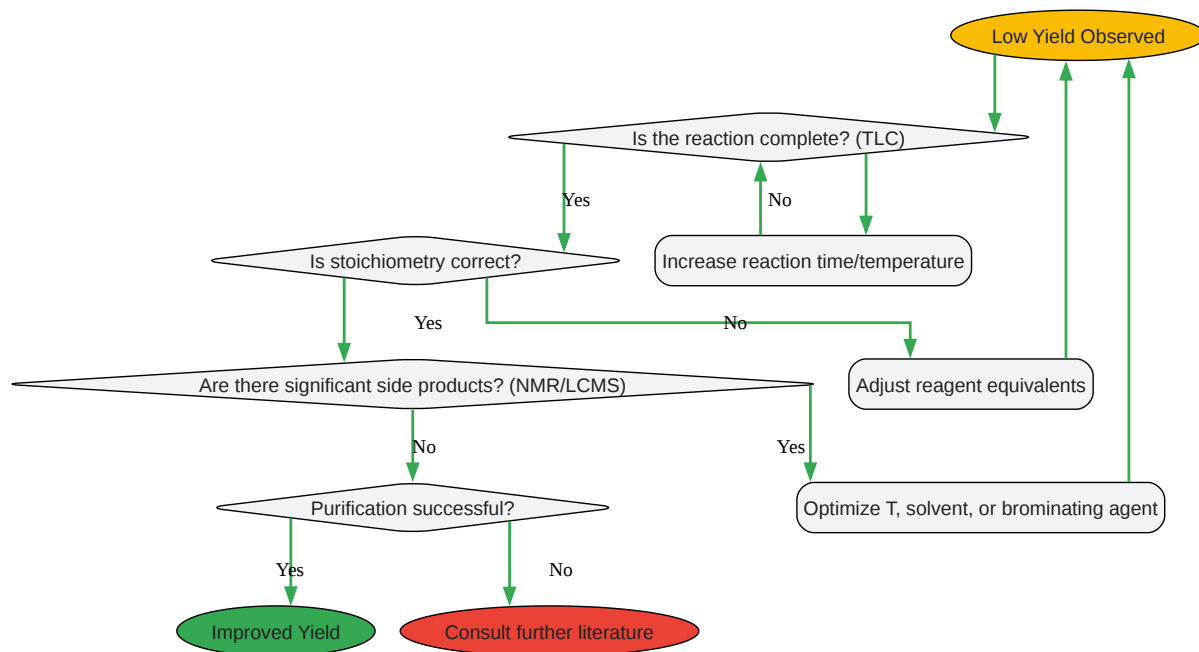 Low Yield Observed
Is the reaction complete? (TLC)
Yes
No
Is stoichiometry correct?
Increase reaction time/temperature
Yes
No
Are there significant side products? (NMR/LCMS)
Adjust reagent equivalents
No
Yes
Purification successful?
Optimize T, solvent, or brominating agent
Yes
No
Improved Yield
Consult further literature